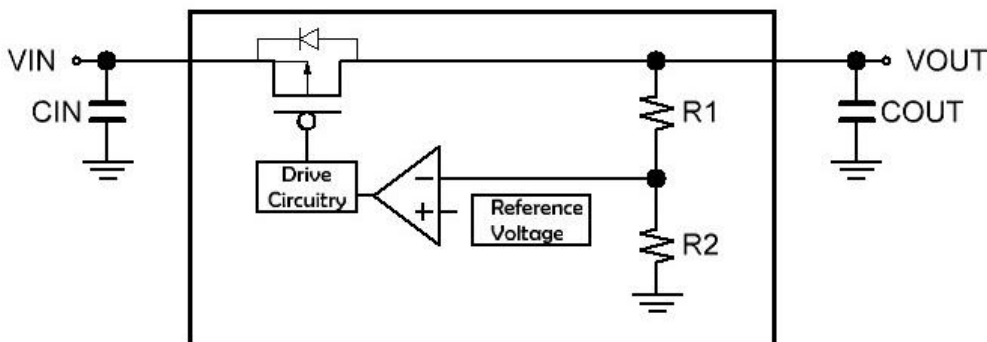 VIN
VOUT
CIN
R1
COUT
Drive
Circuitry
−
+
Reference
Voltage
R2